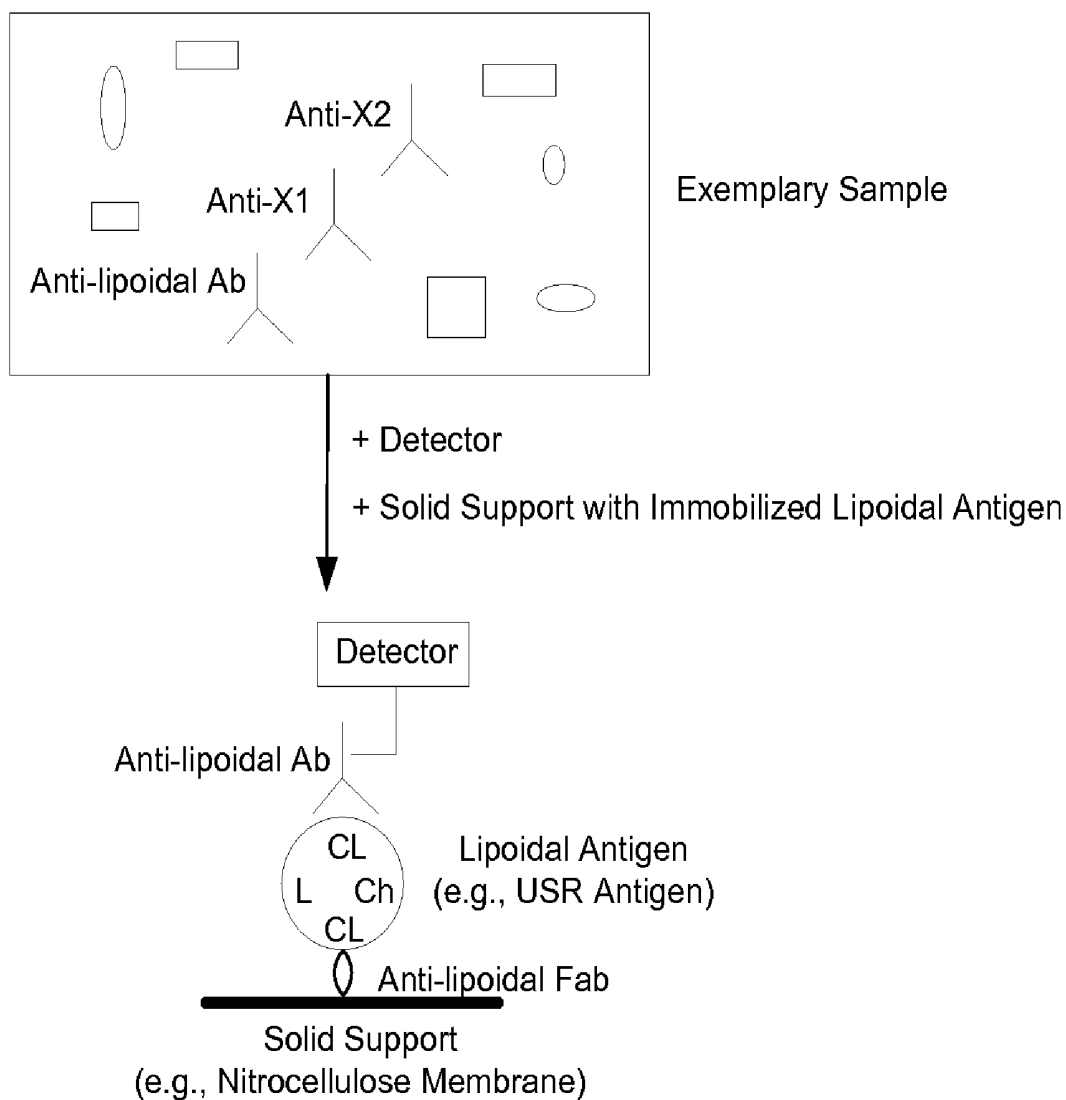 Anti-X2
Anti-X1
Exemplary Sample
Anti-lipoidal Ab
+ Detector
+ Solid Support with Immobilized Lipoidal Antigen
Detector
Anti-lipoidal Ab
CL
L Ch
CL
Lipoidal Antigen
(e.g., USR Antigen)
Anti-lipoidal Fab
Solid Support
(e.g., Nitrocellulose Membrane)